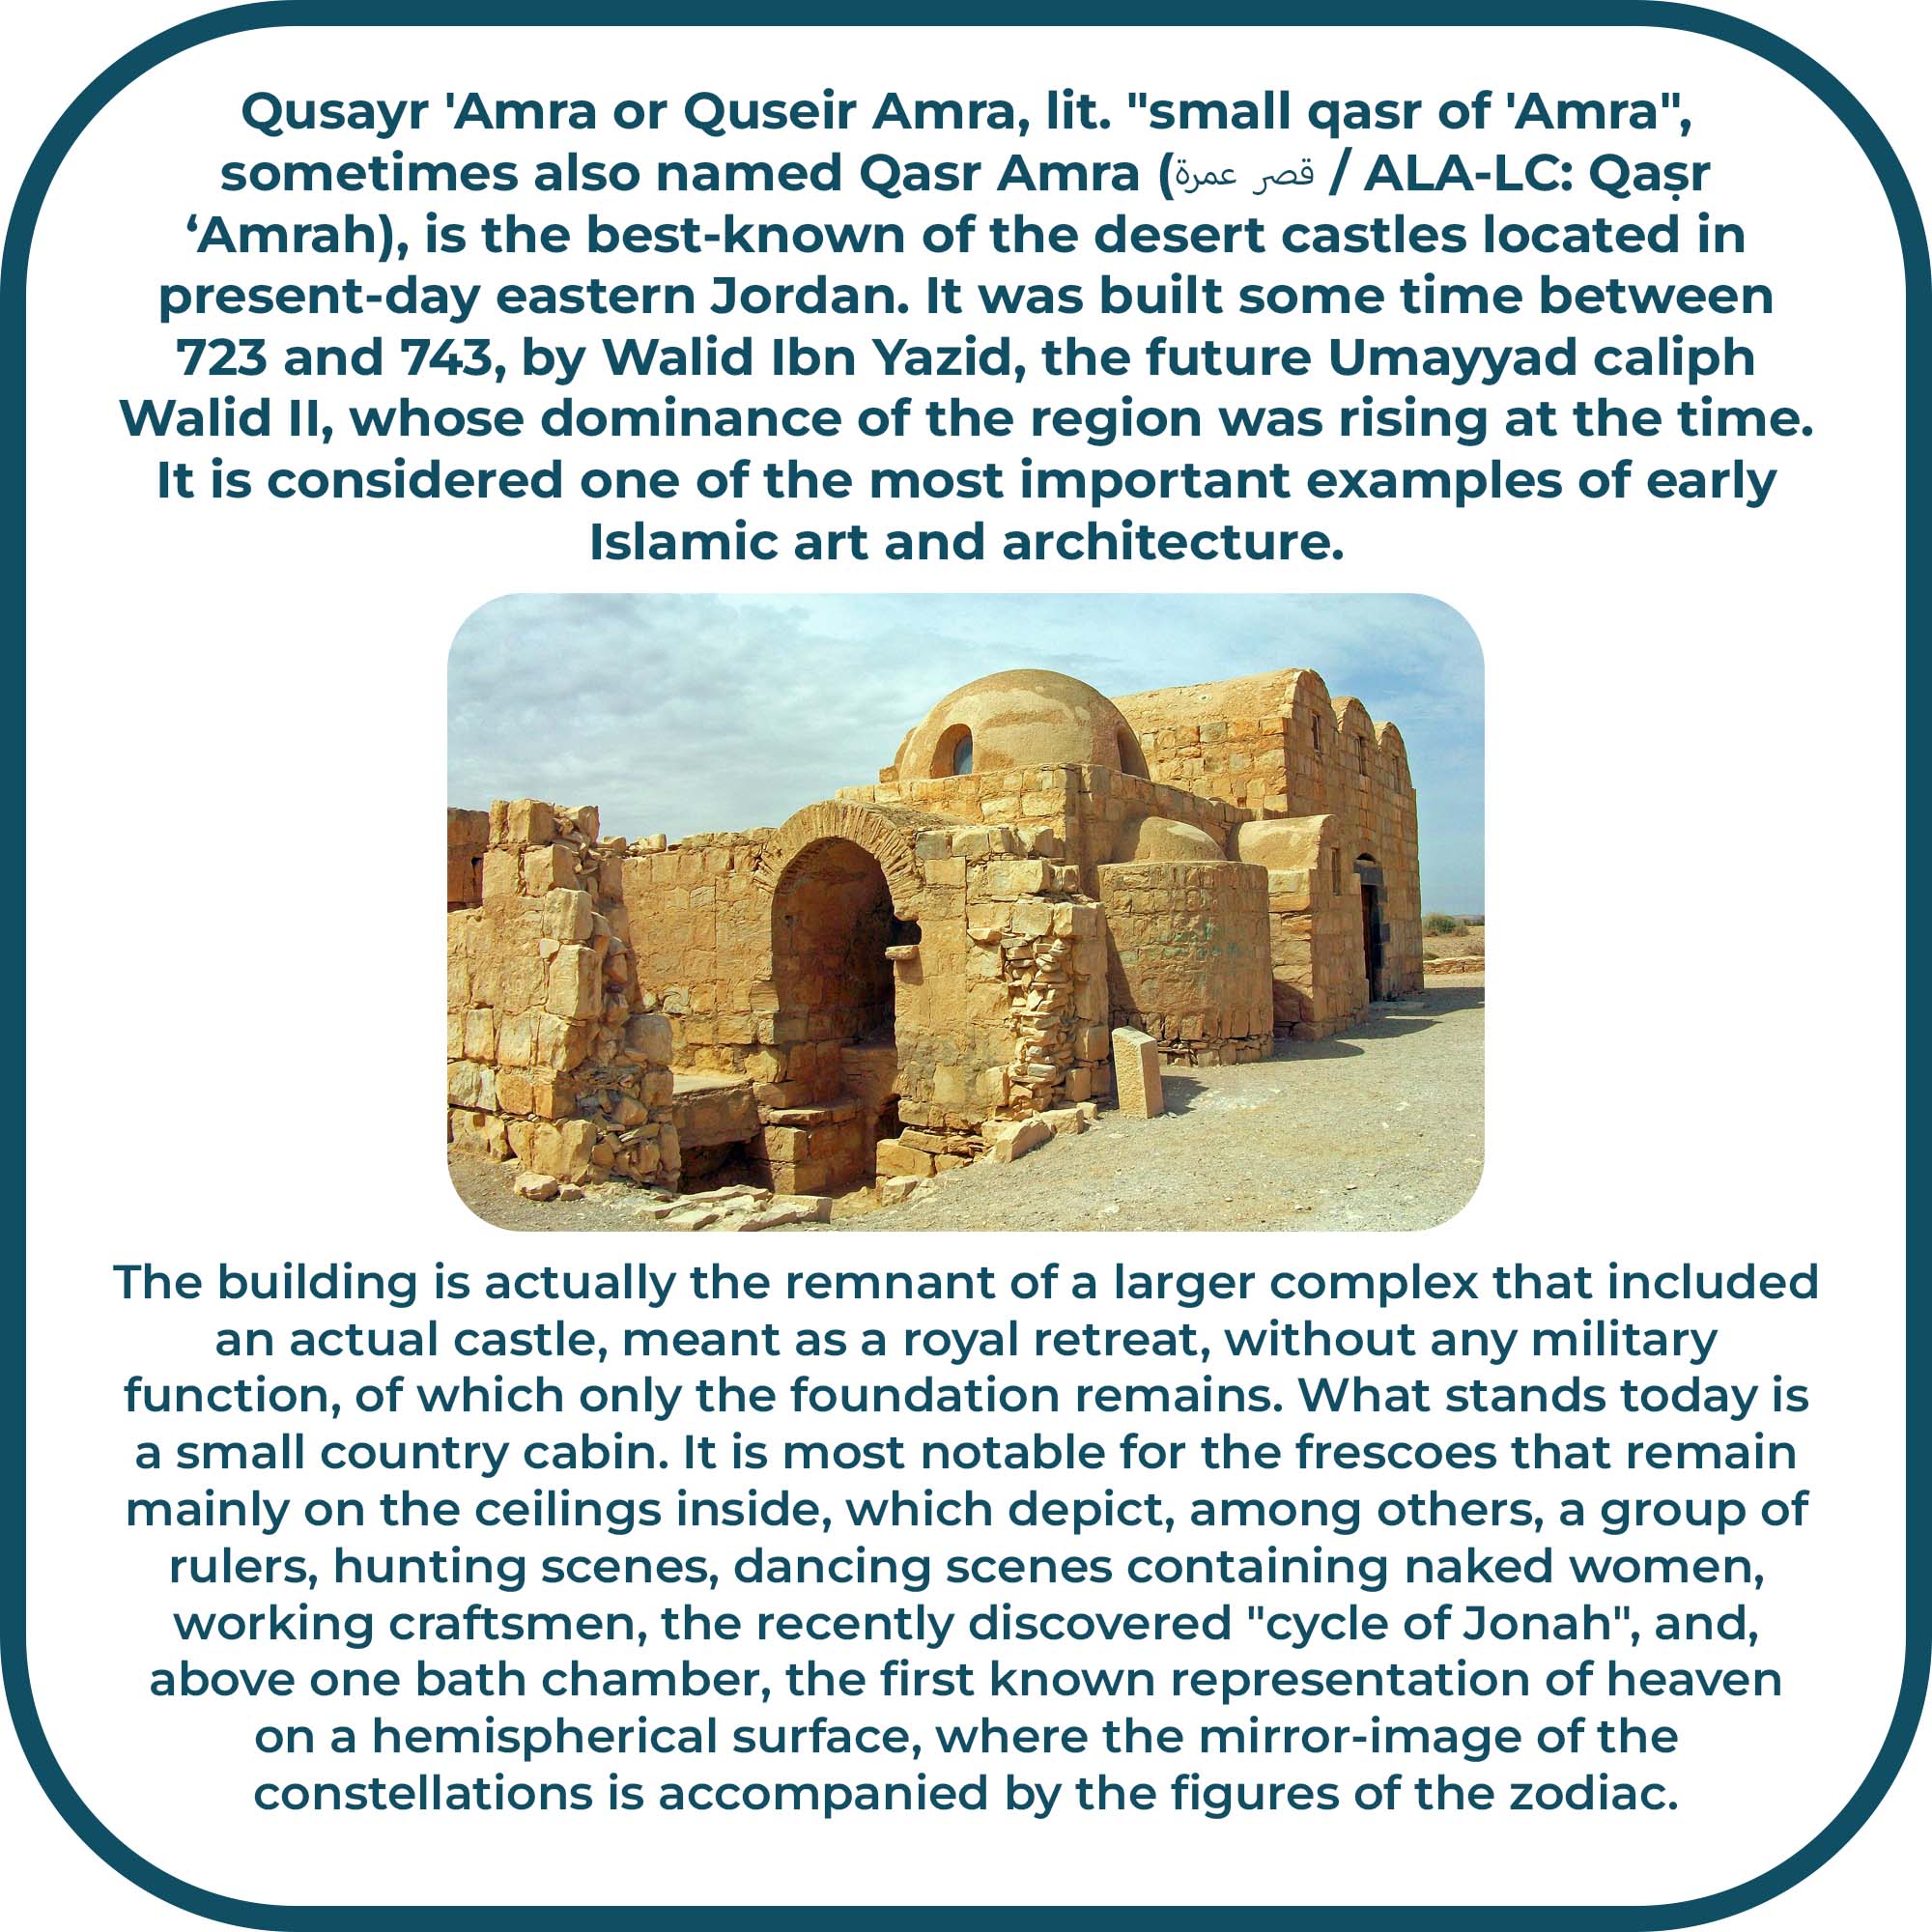 Qusayr 'Amra or Quseir Amra, lit. "small qasr of 'Amra",
sometimes also named Qasr Amra (قصر عمرة / ALA-LC: Qaṣr
‘Amrah), is the best-known of the desert castles located in
present-day eastern Jordan. It was built some time between
723 and 743, by Walid Ibn Yazid, the future Umayyad caliph
Walid II, whose dominance of the region was rising at the time.
It is considered one of the most important examples of early
Islamic art and architecture.
The building is actually the remnant of a larger complex that included
an actual castle, meant as a royal retreat, without any military
function, of which only the foundation remains. What stands today is
a small country cabin. It is most notable for the frescoes that remain
mainly on the ceilings inside, which depict, among others, a group of
rulers, hunting scenes, dancing scenes containing naked women,
working craftsmen, the recently discovered "cycle of Jonah", and,
above one bath chamber, the first known representation of heaven
on a hemispherical surface, where the mirror-image of the
constellations is accompanied by the figures of the zodiac.